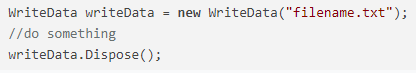 WriteData writeData = new WriteData("filename.txt");
//do something
writeData.Dispose();